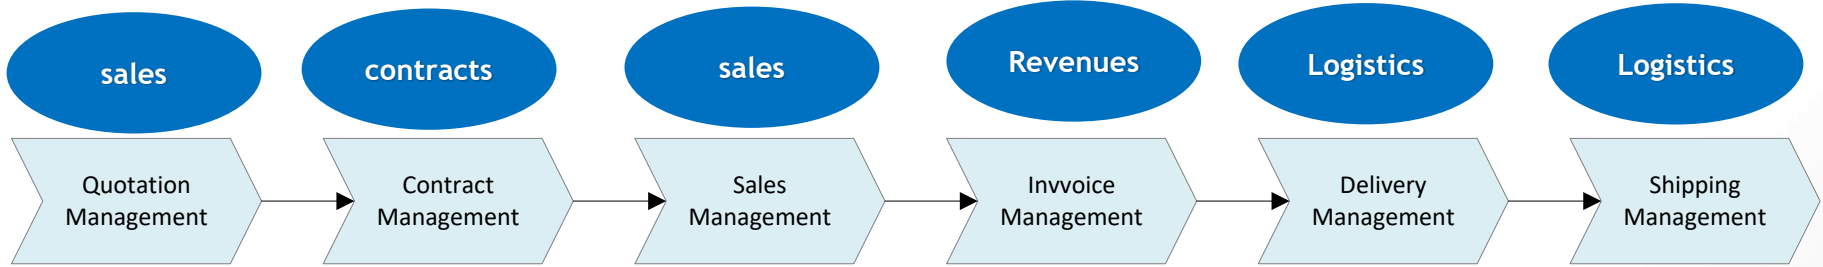 sales
contracts
sales
Revenues
Logistics
Logistics
Quotation
Management
Contract
Management
Sales
Management
Invvoice
Management
Delivery
Management
Shipping
Management